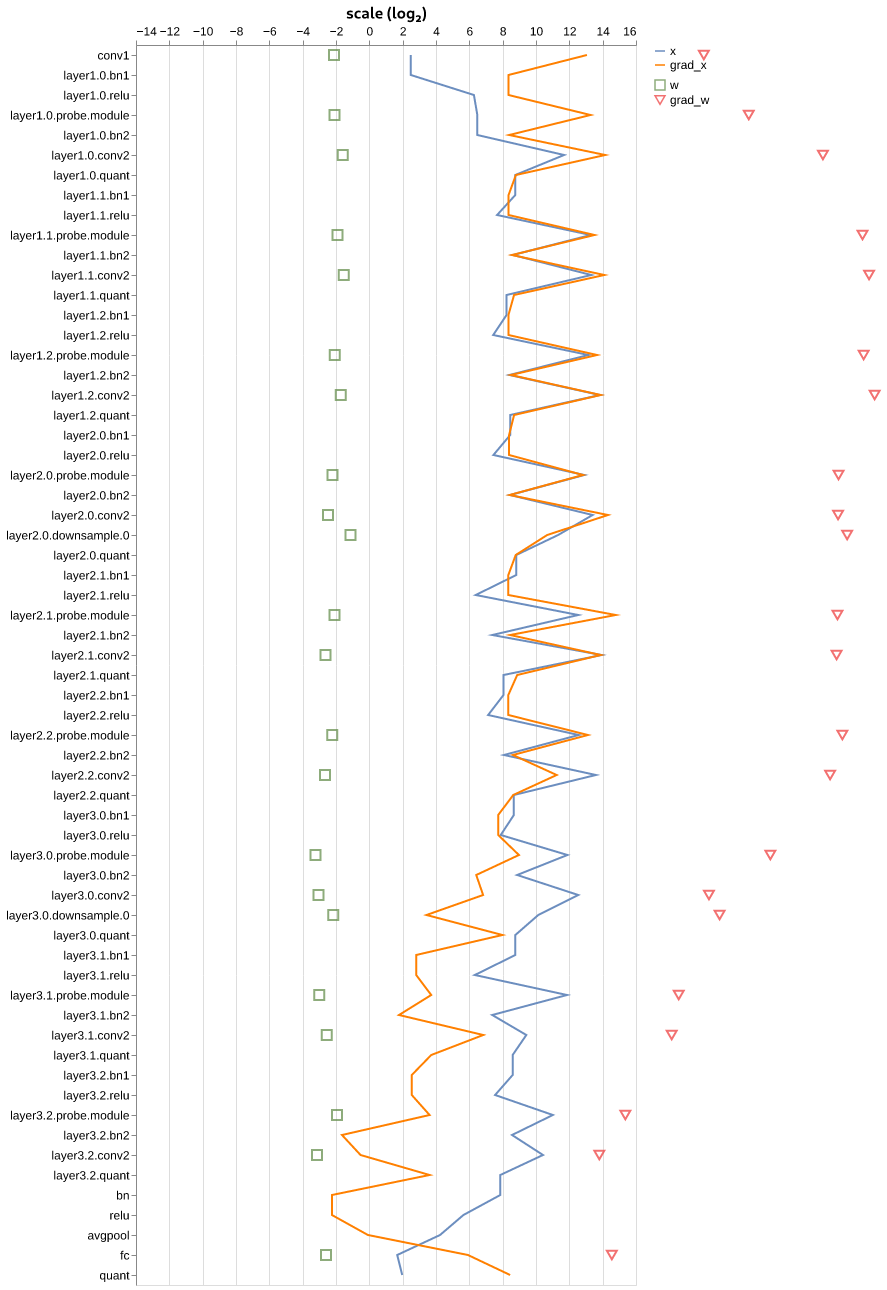 scale (log₂)
−14 −12 −10 −8 −6 −4 −2 0 2 4 6 8 10 12 14 16
x
grad_x
w
grad_w
conv1
layer1.0.bn1
layer1.0.relu
layer1.0.probe.module
layer1.0.bn2
layer1.0.conv2
layer1.0.quant
layer1.1.bn1
layer1.1.relu
layer1.1.probe.module
layer1.1.bn2
layer1.1.conv2
layer1.1.quant
layer1.2.bn1
layer1.2.relu
layer1.2.probe.module
layer1.2.bn2
layer1.2.conv2
layer1.2.quant
layer2.0.bn1
layer2.0.relu
layer2.0.probe.module
layer2.0.bn2
layer2.0.conv2
layer2.0.downsample.0
layer2.0.quant
layer2.1.bn1
layer2.1.relu
layer2.1.probe.module
layer2.1.bn2
layer2.1.conv2
layer2.1.quant
layer2.2.bn1
layer2.2.relu
layer2.2.probe.module
layer2.2.bn2
layer2.2.conv2
layer2.2.quant
layer3.0.bn1
layer3.0.relu
layer3.0.probe.module
layer3.0.bn2
layer3.0.conv2
layer3.0.downsample.0
layer3.0.quant
layer3.1.bn1
layer3.1.relu
layer3.1.probe.module
layer3.1.bn2
layer3.1.conv2
layer3.1.quant
layer3.2.bn1
layer3.2.relu
layer3.2.probe.module
layer3.2.bn2
layer3.2.conv2
layer3.2.quant
bn
relu
avgpool
fc
quant